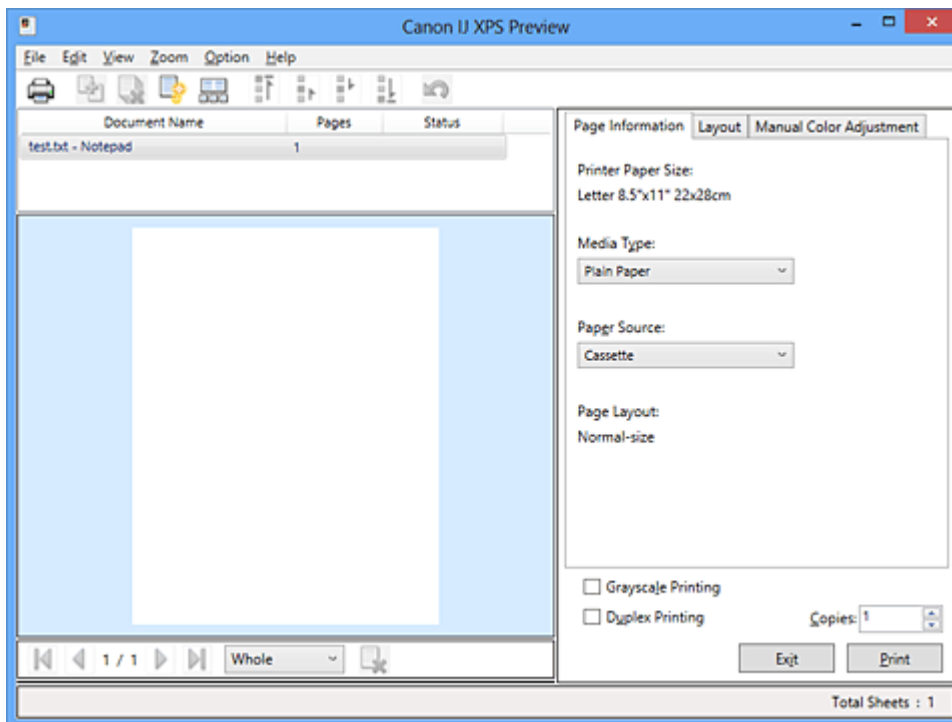 Canon IJ XPS Preview
File Edit View Zoom Option Help
Document Name Pages Status
test.txt - Notepad 1
Page Information Layout Manual Color Adjustment
Printer Paper Size:
Letter 8.5"x11" 22x28cm
Media Type:
Plain Paper
Paper Source:
Cassette
Page Layout:
Normal-size
Grayscale Printing
Duplex Printing
Copies: 1
1 / 1 Whole
Exit Print
Total Sheets : 1